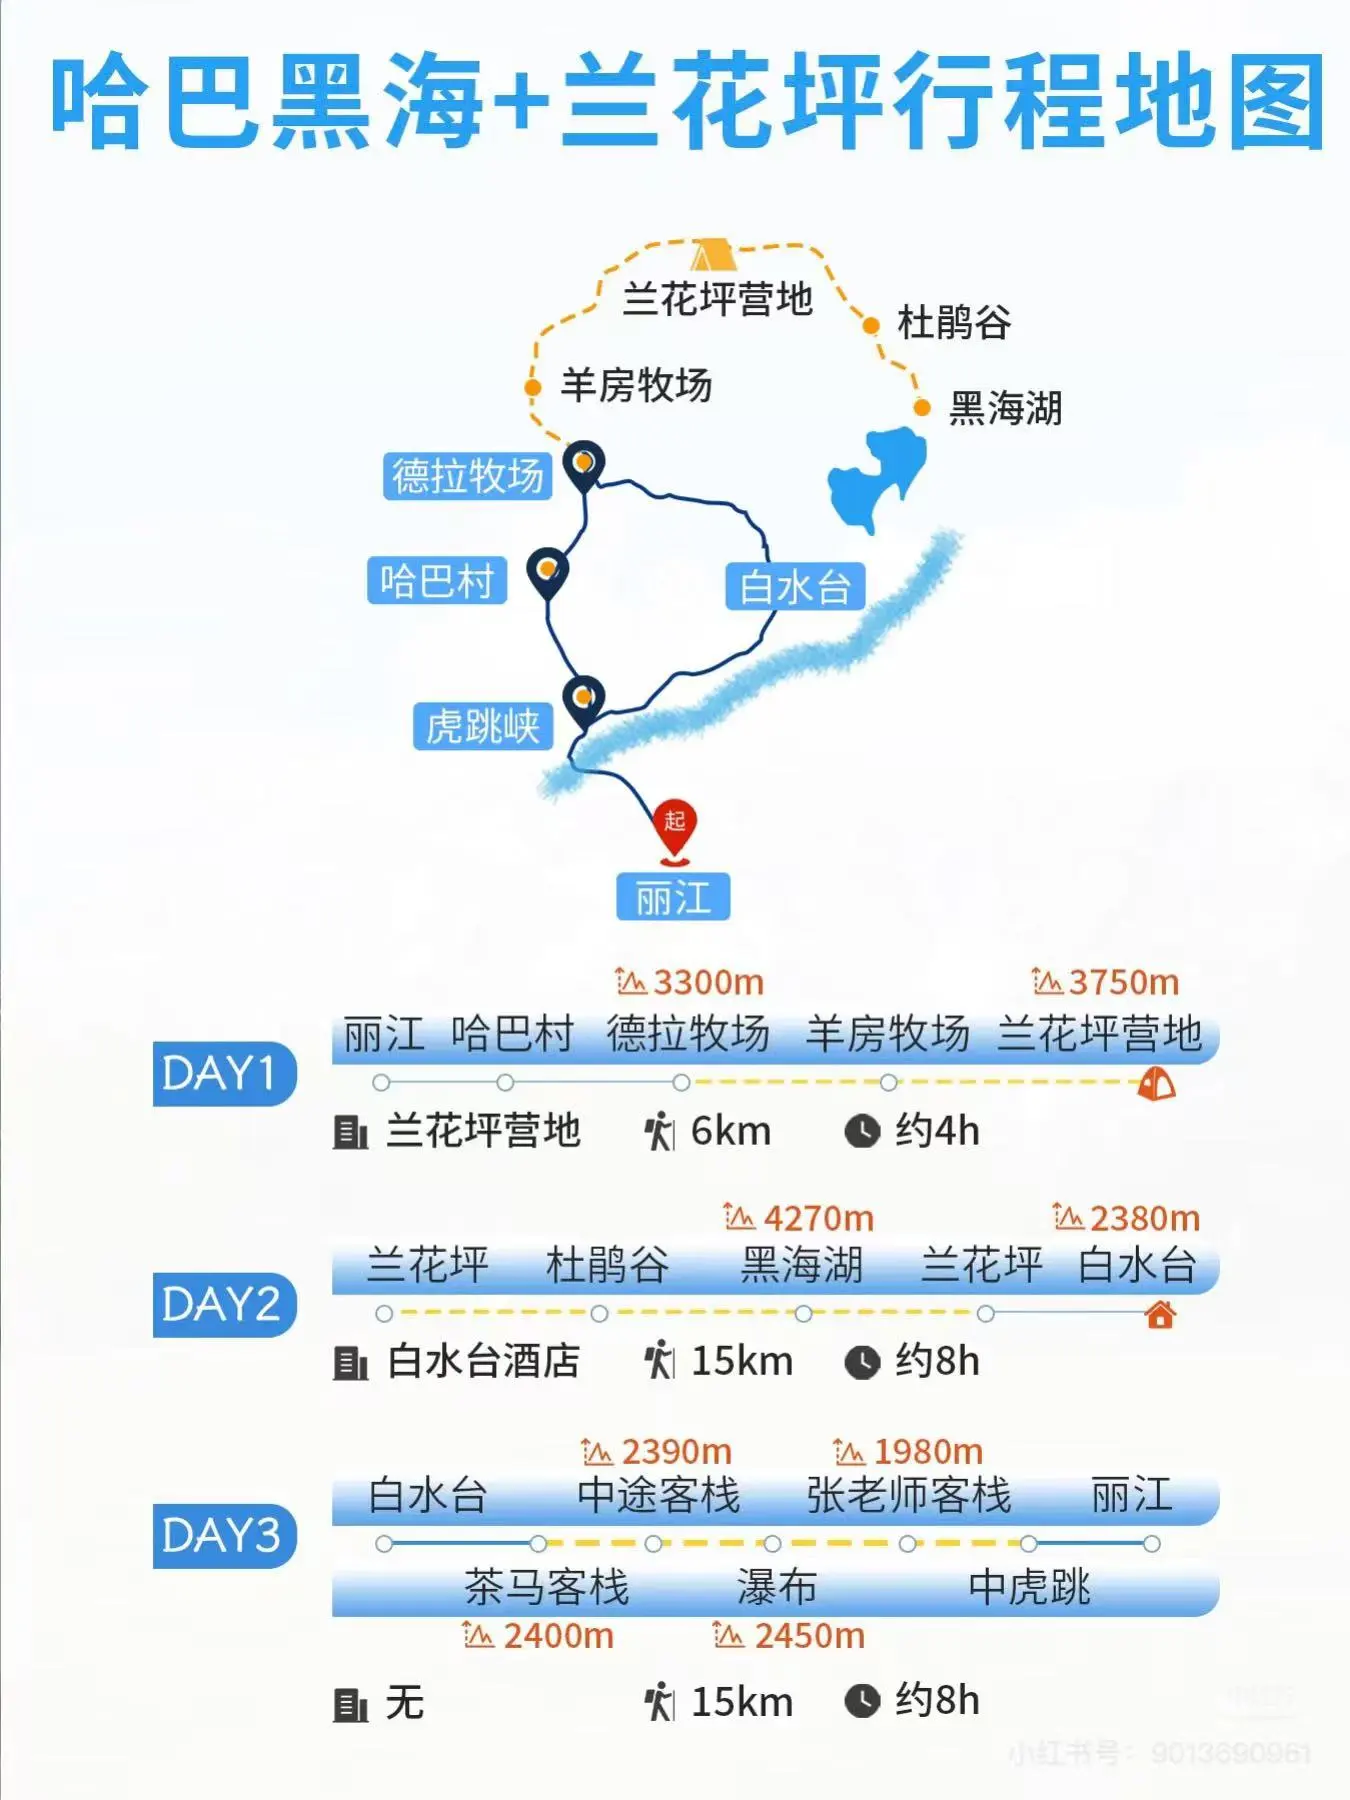 哈巴黑海+兰花坪行程地图
兰花坪营地
杜鹃谷
羊房牧场
黑海湖
德拉牧场
哈巴村
白水台
虎跳峡
起
丽江
3300m 3750m
丽江 哈巴村 德拉牧场 羊房牧场 兰花坪营地
DAY1
兰花坪营地 6km 约4h
4270m 2380m
兰花坪 杜鹃谷 黑海湖 兰花坪 白水台
DAY2
白水台酒店 15km 约8h
2390m 1980m
白水台 中途客栈 张老师客栈 丽江
DAY3
茶马客栈 瀑布 中虎跳
2400m 2450m
无 15km 约8h
小红书号：9013690961